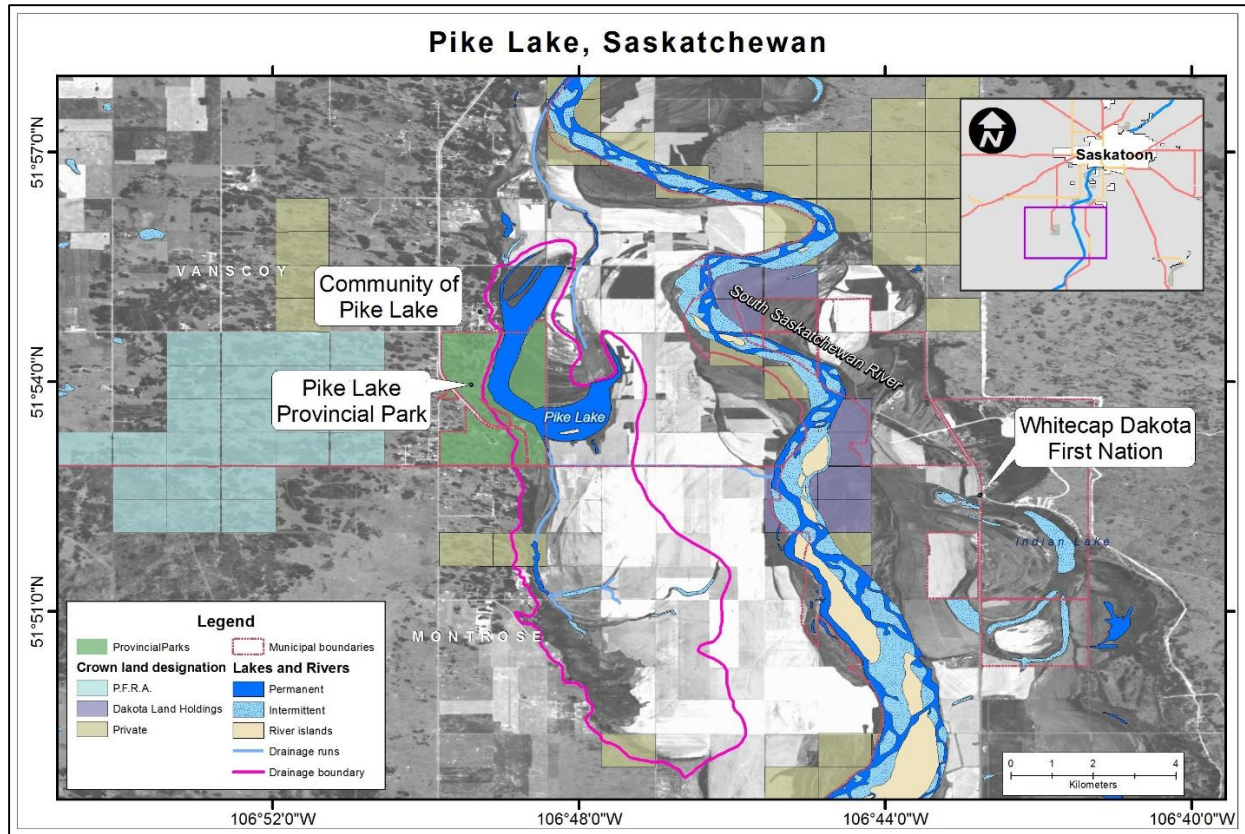 Pike Lake, Saskatchewan
51°57'0"N
51°54'0"N
51°51'0"N
VANSCOY
Community of
Pike Lake
Pike Lake
Provincial Park
Pike Lake
South Saskatchewan River
Saskatoon
N
Whitecap Dakota
First Nation
Indian Lake
MONTROSE
Legend
ProvincialParks
Crown land designation
P.F.R.A.
Dakota Land Holdings
Private
Municipal boundaries
Lakes and Rivers
Permanent
Intermittent
River islands
Drainage runs
Drainage boundary
0 1 2 4
Kilometers
106°52'0"W
106°48'0"W
106°44'0"W
106°40'0"W